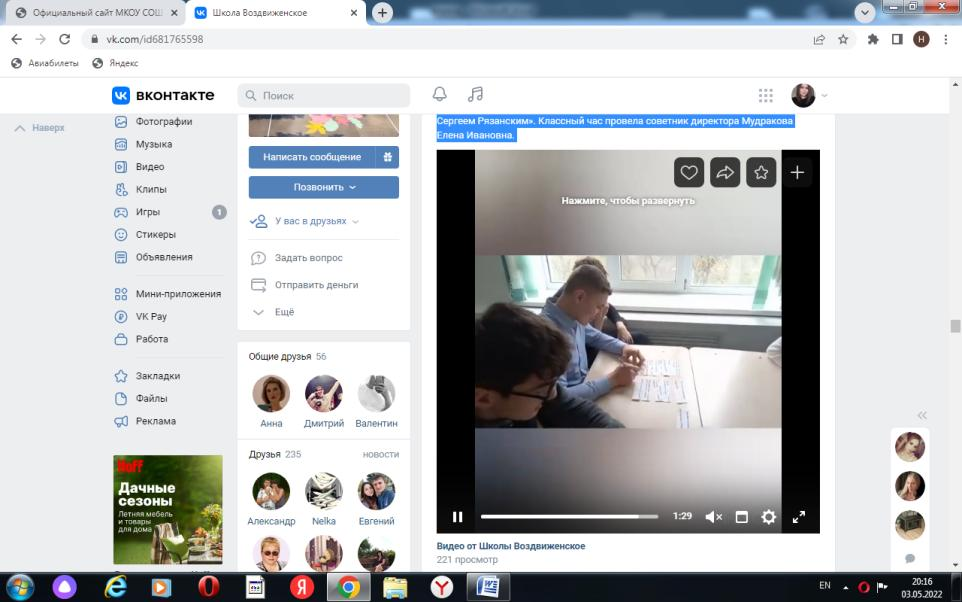 Официальный сайт МКОУ СОШ
Школа Воздвиженское
vk.com/id681765598
Н
Авиабилеты
Яндекс
вконтакте
Поиск
Наверх
Фотографии
Музыка
Видео
Клипы
Игры
1
Стикеры
Объявления
Мини-приложения
VK Pay
Работа
Закладки
Файлы
Реклама
Hoff
Дачные
сезоны
Летняя мебель
и товары
для дома
Написать сообщение
Позвонить
У вас в друзьях
Задать вопрос
Отправить деньги
Ещё
Общие друзья 56
Анна Дмитрий Валентин
Друзья 235 новости
Александр Nelka Евгений
Сергеем Рязанским». Классный час провела советник директора Мудракова
Елена Ивановна.
Нажмите, чтобы развернуть
1:29
Видео от Школы Воздвиженское
221 просмотр
EN
20:16
03.05.2022